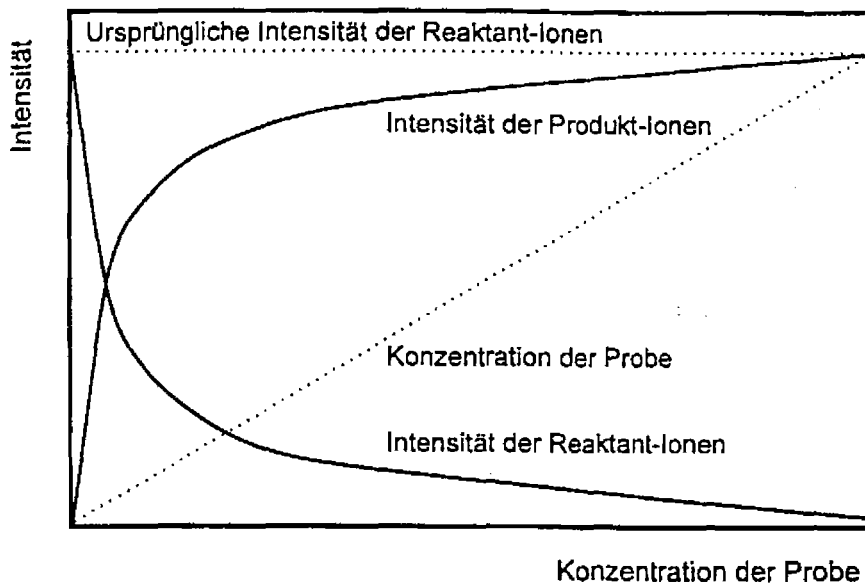 Ursprüngliche Intensität der Reaktant-Ionen
Intensität
Intensität der Produkt-Ionen
Konzentration der Probe
Intensität der Reaktant-Ionen
Konzentration der Probe